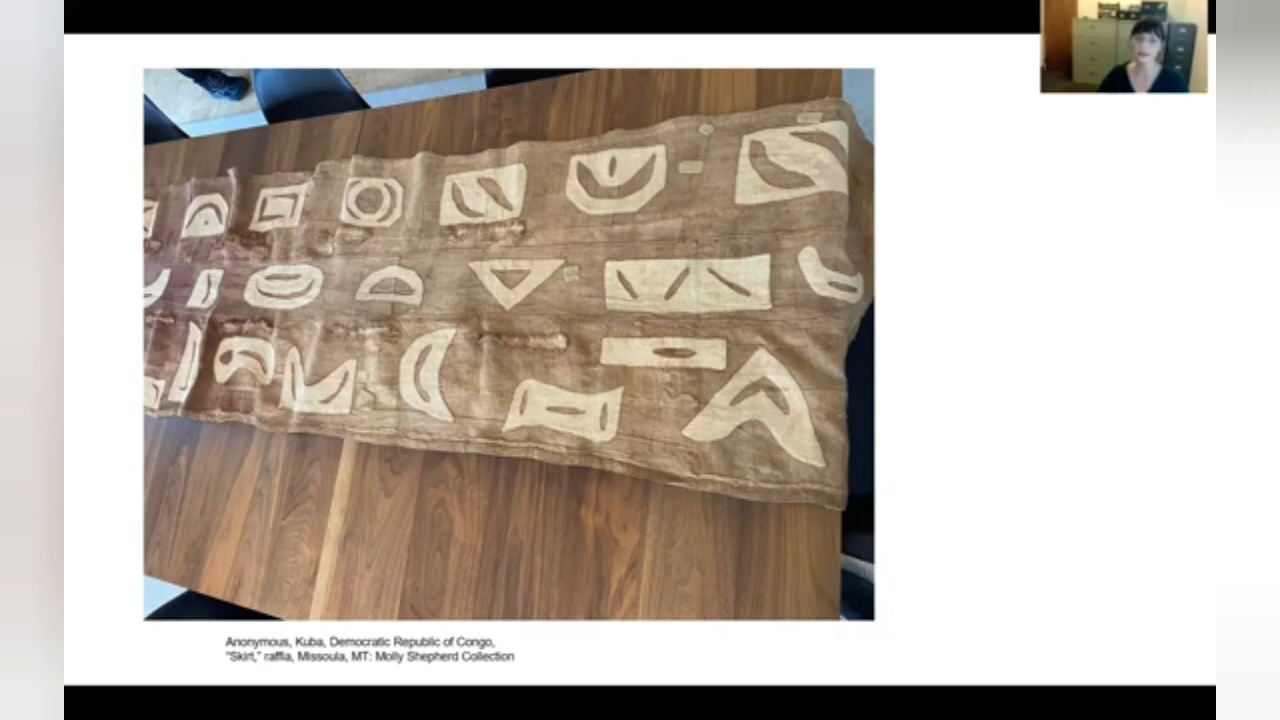 Anonymous, Kuba, Democratic Republic of Congo,
"Skirt," raffia, Missoula, MT: Molly Shepherd Collection